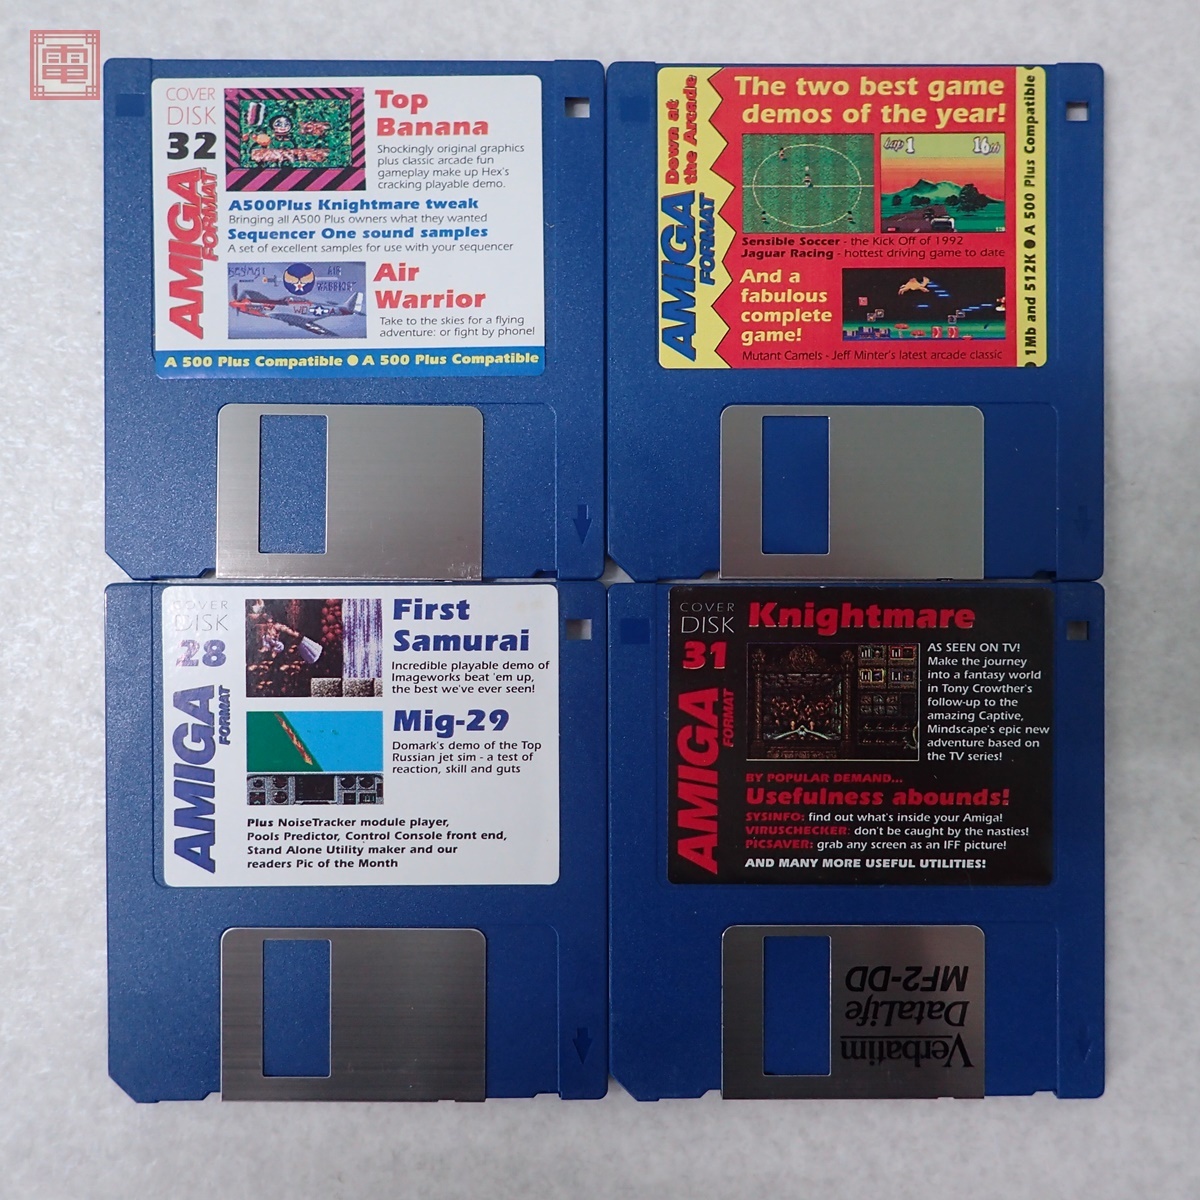 電
COVER
DISK
32
AMIGA
FORMAT
Top
Banana
Shockingly original graphics
plus classic arcade fun
gameplay make up Hex's
cracking playable demo.
A500Plus Knightmare tweak
Bringing all A500 Plus owners what they wanted
Sequencer One sound samples
A set of excellent samples for use with your sequencer
AIR
WARRIOR
Air
Warrior
Take to the skies for a flying
adventure: or fight by phone!
A 500 Plus Compatible ● A 500 Plus Compatible
AMIGA
FORMAT
Down at
the Arcade
The two best game
demos of the year!
Lap 1
16th
Sensible Soccer - the Kick Off of 1992
Jaguar Racing - hottest driving game to date
And a
fabulous
complete
game!
Mutant Camels - Jeff Minter's latest arcade classic
1Mb and 512K ● A 500 Plus Compatible
COVER
DISK
28
AMIGA
FORMAT
First
Samurai
Incredible playable demo of
Imageworks beat 'em up,
the best we've ever seen!
Mig-29
Domark's demo of the Top
Russian jet sim - a test of
reaction, skill and guts
Plus NoiseTracker module player,
Pools Predictor, Control Console front end,
Stand Alone Utility maker and our
readers Pic of the Month
COVER
DISK
31
AMIGA
FORMAT
Knightmare
AS SEEN ON TV!
Make the journey
into a fantasy world
in Tony Crowther's
follow-up to the
amazing Captive,
Mindscape's epic new
adventure based on
the TV series!
BY POPULAR DEMAND...
Usefulness abounds!
SYSINFO: find out what's inside your Amiga!
VIRUSCHECKER: don't be caught by the nasties!
PICSAVER: grab any screen as an IFF picture!
AND MANY MORE USEFUL UTILITIES!
Verbatim
DataLife
MF2-DD